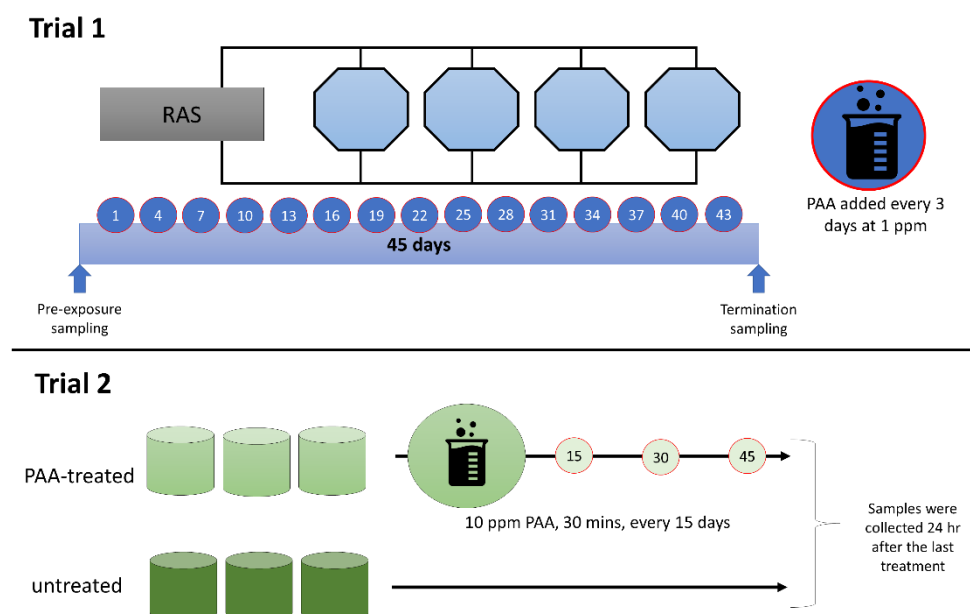 Trial 1
RAS
1 4 7 10 13 16 19 22 25 28 31 34 37 40 43
45 days
PAA added every 3
days at 1 ppm
Pre-exposure
sampling
Termination
sampling
Trial 2
PAA-treated
15 30 45
10 ppm PAA, 30 mins, every 15 days
untreated
Samples were
collected 24 hr
after the last
treatment